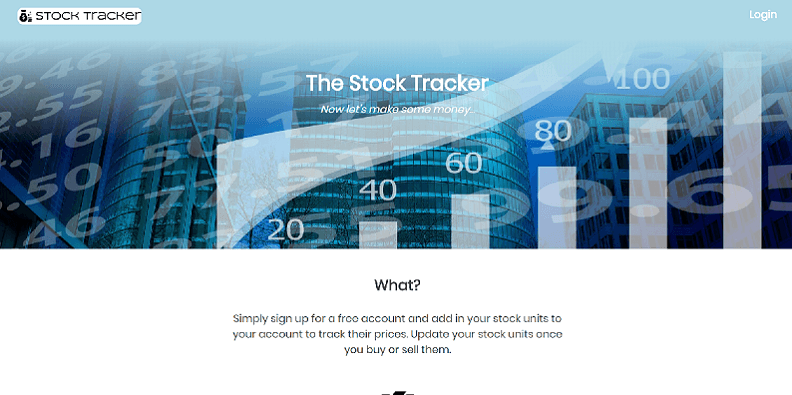 STOCK TRACKER
Login
The Stock Tracker
Now let's make some money...
100
80
60
40
20
What?
Simply sign up for a free account and add in your stock units to
your account to track their prices. Update your stock units once
you buy or sell them.